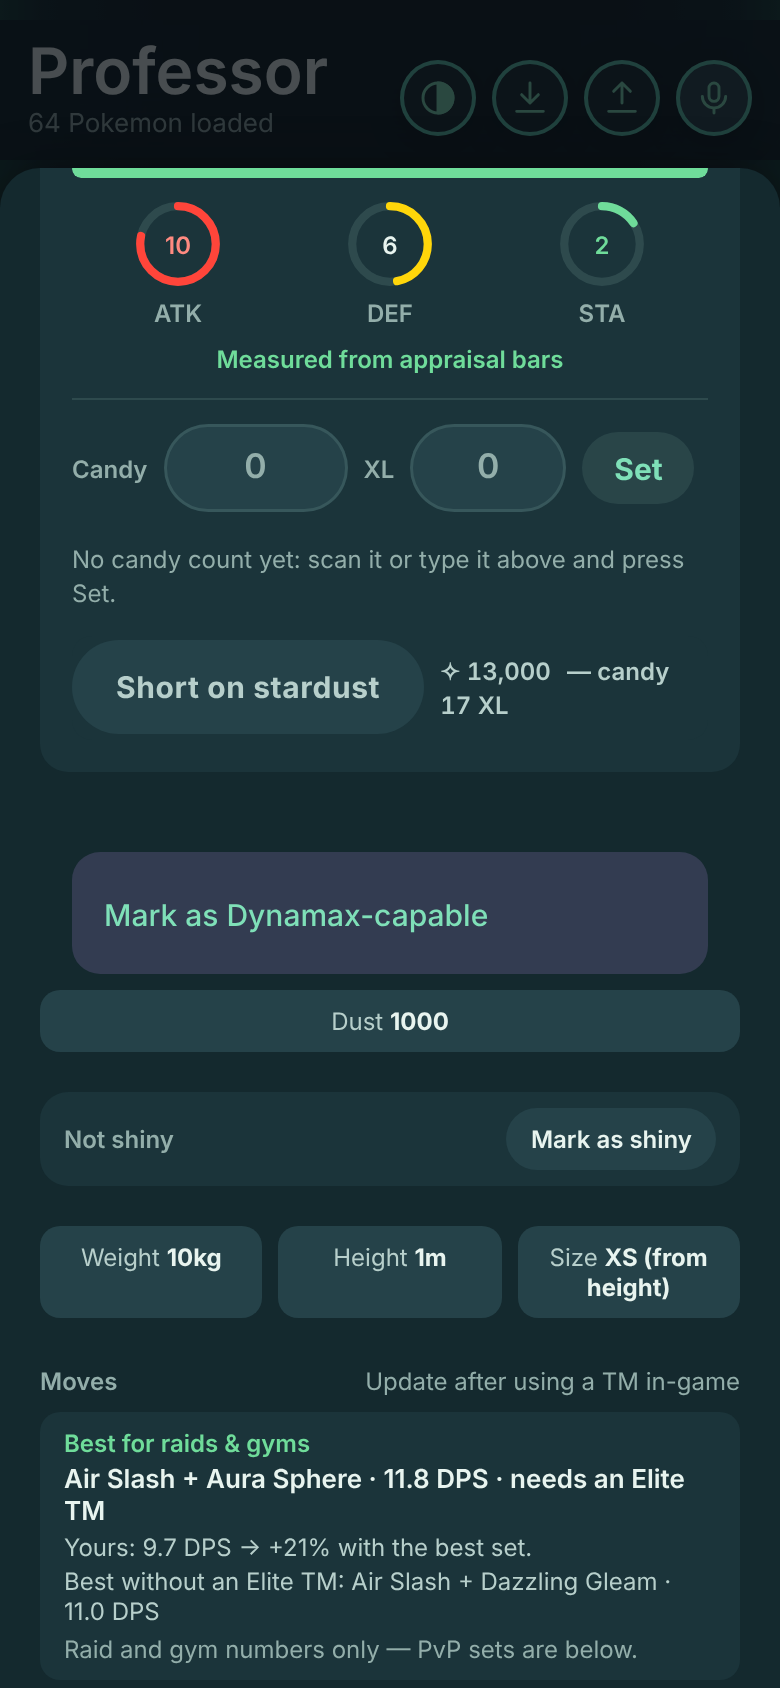 Professor
64 Pokemon loaded
10
6
2
ATK
DEF
STA
Measured from appraisal bars
Candy 0 XL 0 Set
No candy count yet: scan it or type it above and press
Set.
Short on stardust
✧ 13,000 — candy
17 XL
Mark as Dynamax-capable
Dust 1000
Not shiny
Mark as shiny
Weight 10kg
Height 1m
Size XS (from
height)
Moves
Update after using a TM in-game
Best for raids & gyms
Air Slash + Aura Sphere · 11.8 DPS · needs an Elite
TM
Yours: 9.7 DPS → +21% with the best set.
Best without an Elite TM: Air Slash + Dazzling Gleam ·
11.0 DPS
Raid and gym numbers only — PvP sets are below.